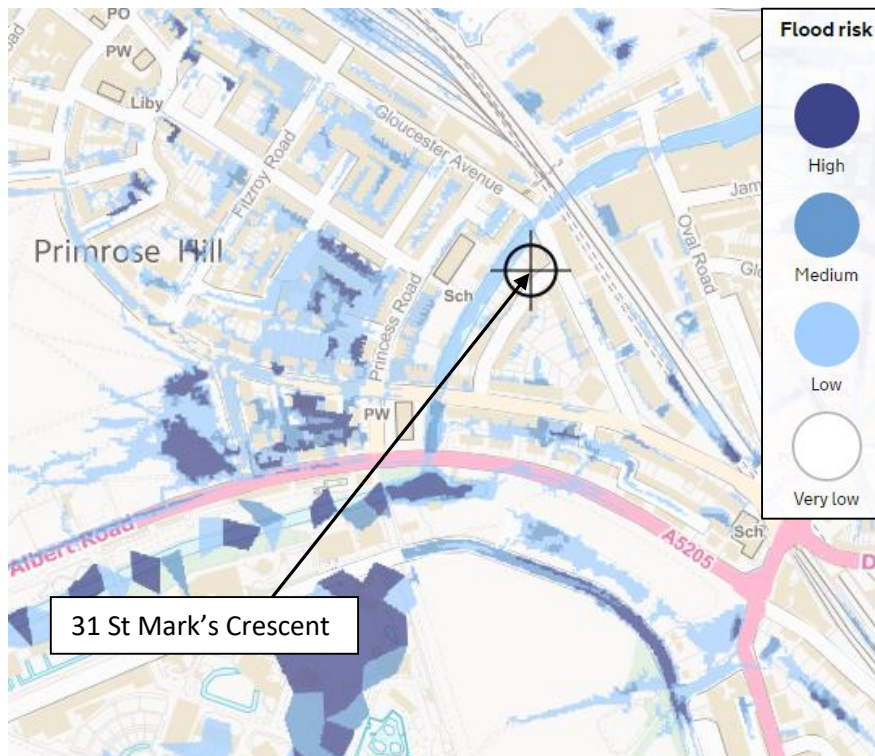 PO
PW
Liby
Gloucester Avenue
Fitzroy Road
Primrose Hill
Sch
Princess Road
Oval Road
PW
Albert Road
A5205
Sch
31 St Mark's Crescent
Flood risk
High
Medium
Low
Very low